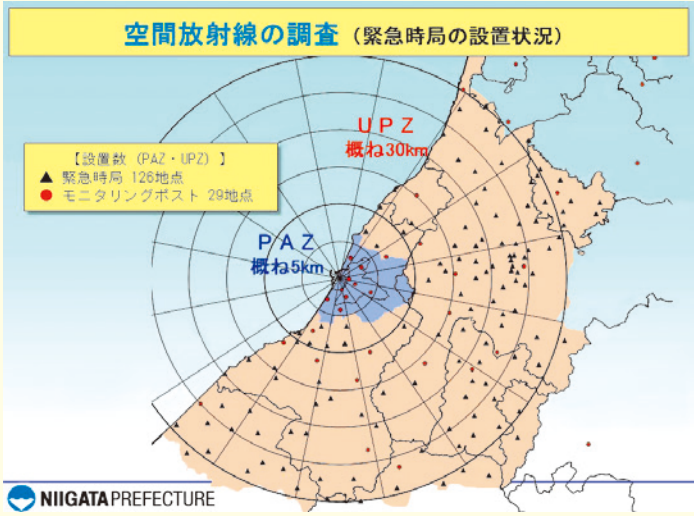 空間放射線の調査（緊急時局の設置状況）
UPZ
概ね30km
【設置数（PAZ・UPZ）】
▲ 緊急時局 126地点
● モニタリングポスト 29地点
PAZ
概ね5km
NIIGATA PREFECTURE